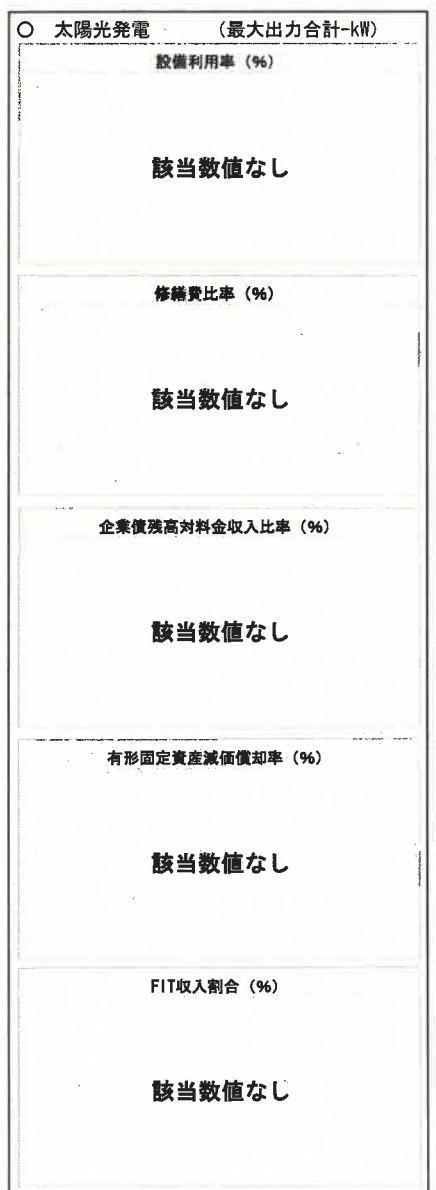 ○ 太陽光発電 (最大出力合計-kW)
設備利用率（%）
該当数値なし
修繕費比率（%）
該当数値なし
企業債残高対料金収入比率（%）
該当数値なし
有形固定資産減価償却率（%）
該当数値なし
FIT収入割合（%）
該当数値なし